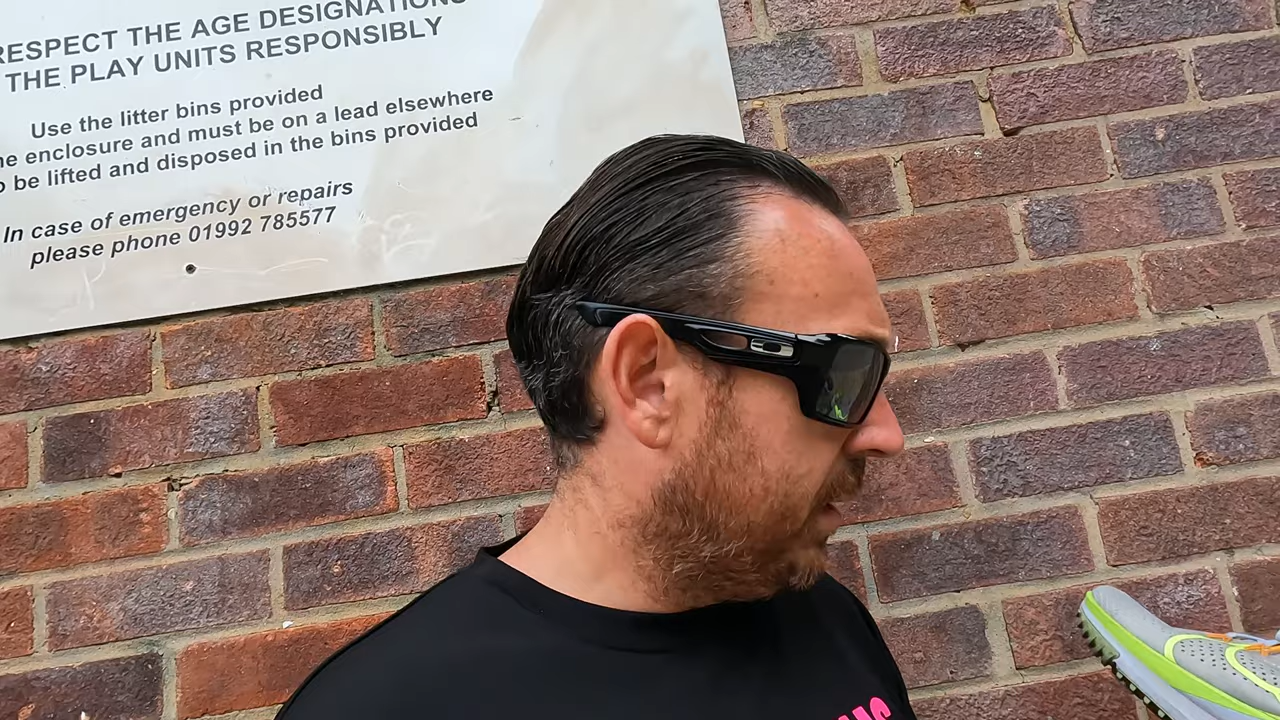 RESPECT THE AGE DESIGNATIONS
THE PLAY UNITS RESPONSIBLY
Use the litter bins provided
enclosure and must be on a lead elsewhere
be lifted and disposed in the bins provided
In case of emergency or repairs
please phone 01992 785577